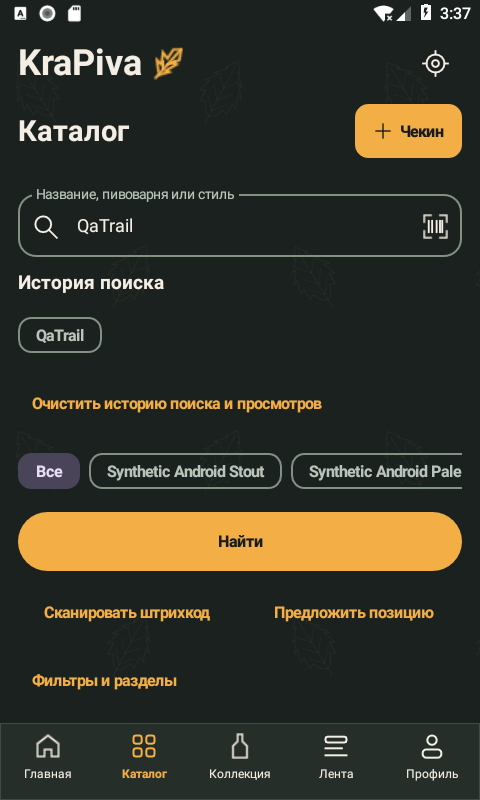 3:37
KraPiva
Каталог
Чекин
Название, пивоварня или стиль
QaTrail
История поиска
QaTrail
Очистить историю поиска и просмотров
Все
Synthetic Android Stout
Synthetic Android Pale
Найти
Сканировать штрихкод
Предложить позицию
Фильтры и разделы
Главная
Каталог
Коллекция
Лента
Профиль